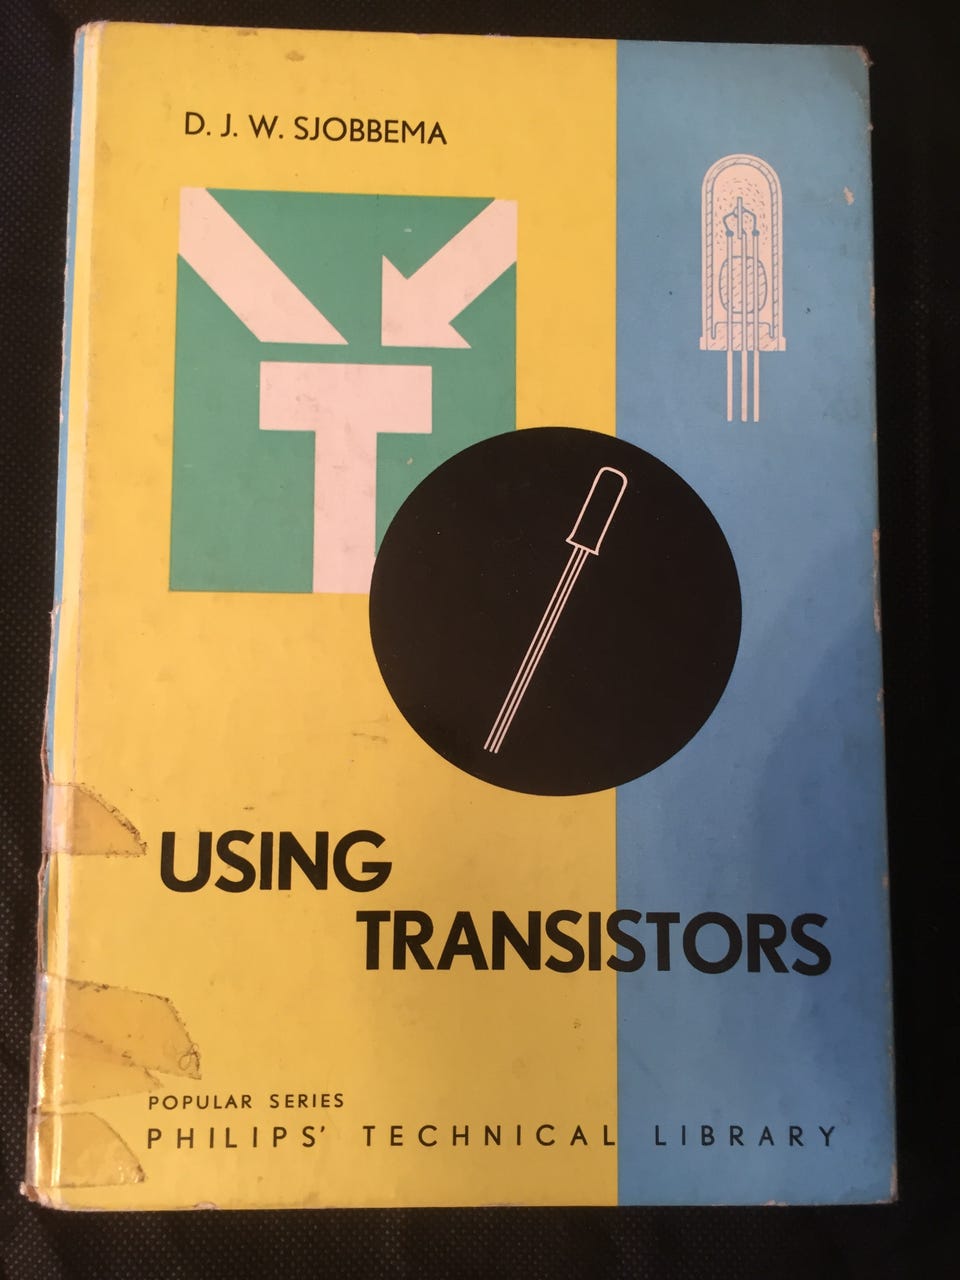 D. J. W. SJOBBEMA
USING
TRANSISTORS
POPULAR SERIES
PHILIPS' TECHNICAL LIBRARY